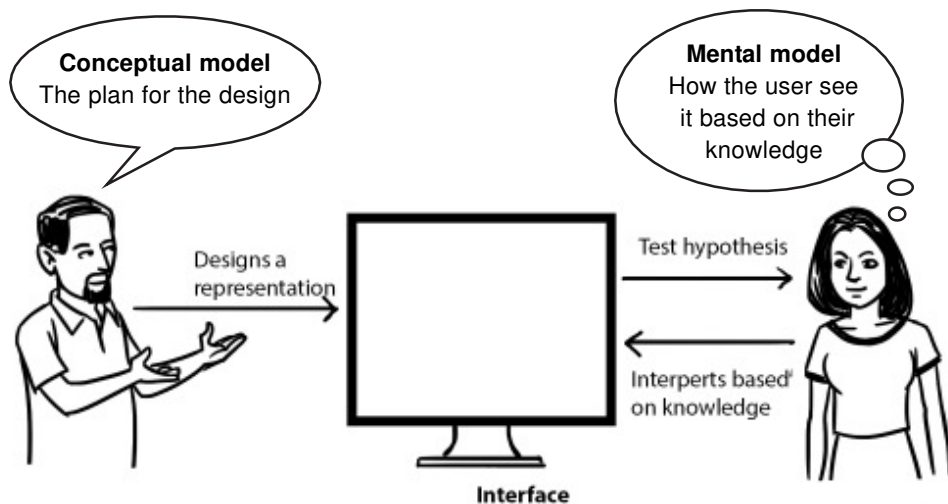 Conceptual model
The plan for the design
Mental model
How the user see
it based on their
knowledge
Designs a
representation
Test hypothesis
Interperts based
on knowledge
Interface